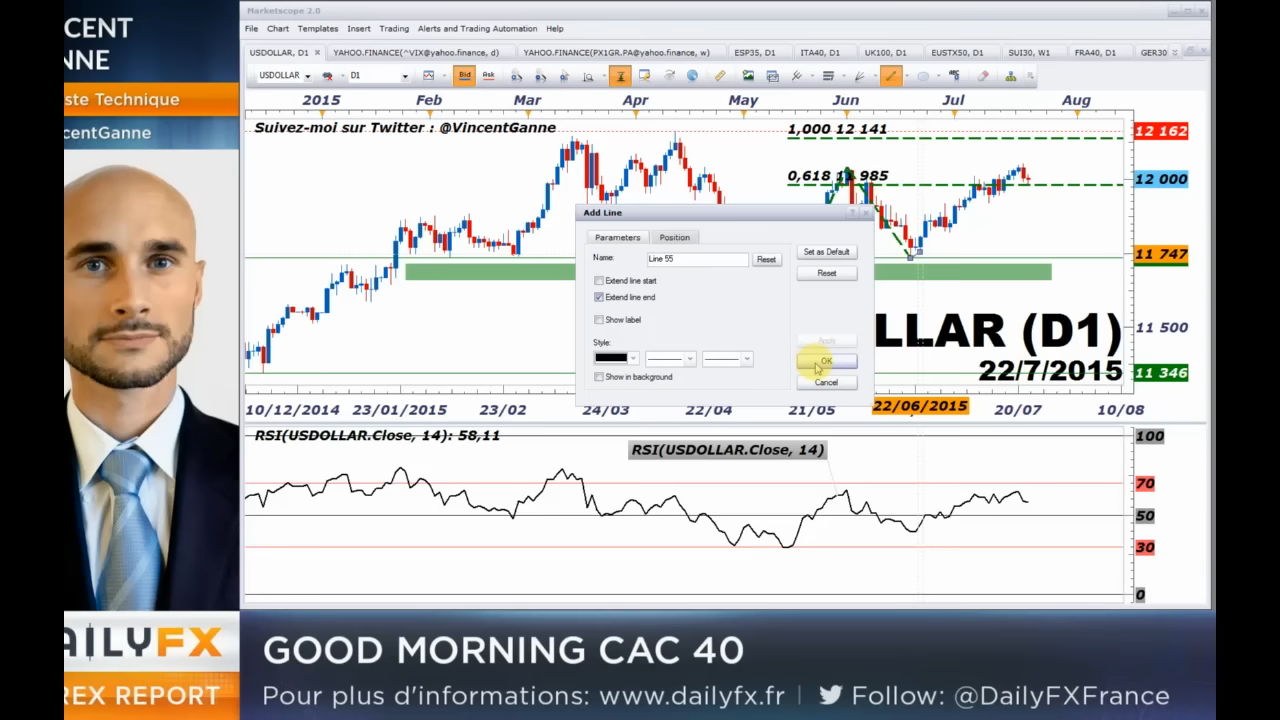 CENT
NNE
ste Technique
centGanne
Marketscope 2.0
File Chart Templates Insert Trading Alerts and Trading Automation Help
USDOLLAR, D1 YAHOO.FINANCE(^VIX@yahoo.finance, d) YAHOO.FINANCE(PX1GR.PA@yahoo.finance, w) ESP35, D1 ITA40, D1 UK100, D1 EUSTX50, D1 SUI30, W1 FRA40, D1 GER30
USDOLLAR D1 Bid Ask
2015 Feb Mar Apr May Jun Jul Aug
Suivez-moi sur Twitter : @VincentGanne
1,000 12 141
12 162
0,618 11 985
12 000
Add Line
Parameters Position
Name: Line 55 Reset Set as Default
Reset
Extend line start
Extend line end
Show label
Apply
Style:
OK
Show in background
Cancel
11 747
11 500
11 346
LLAR (D1)
22/7/2015
10/12/2014 23/01/2015 23/02 24/03 22/04 21/05 22/06/2015 20/07 10/08
RSI(USDOLLAR.Close, 14): 58,11
RSI(USDOLLAR.Close, 14)
100
70
50
30
0
AILYFX
REX REPORT
GOOD MORNING CAC 40
Pour plus d'informations: www.dailyfx.fr | Follow: @DailyFXFrance